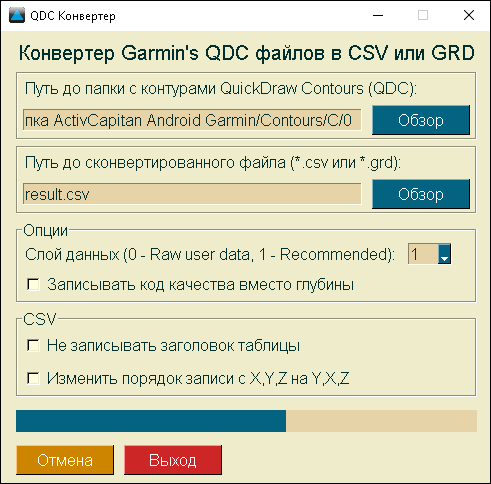 QDC Конвертер
Конвертер Garmin's QDC файлов в CSV или GRD
Путь до папки с контурами QuickDraw Contours (QDC):
пка ActivCapitan Android Garmin/Contours/C/0
Обзор
Путь до сконвертированного файла (*.csv или *.grd):
result.csv
Обзор
Опции
Слой данных (0 - Raw user data, 1 - Recommended):
1
Записывать код качества вместо глубины
CSV
Не записывать заголовок таблицы
Изменить порядок записи с X,Y,Z на Y,X,Z
Отмена
Выход